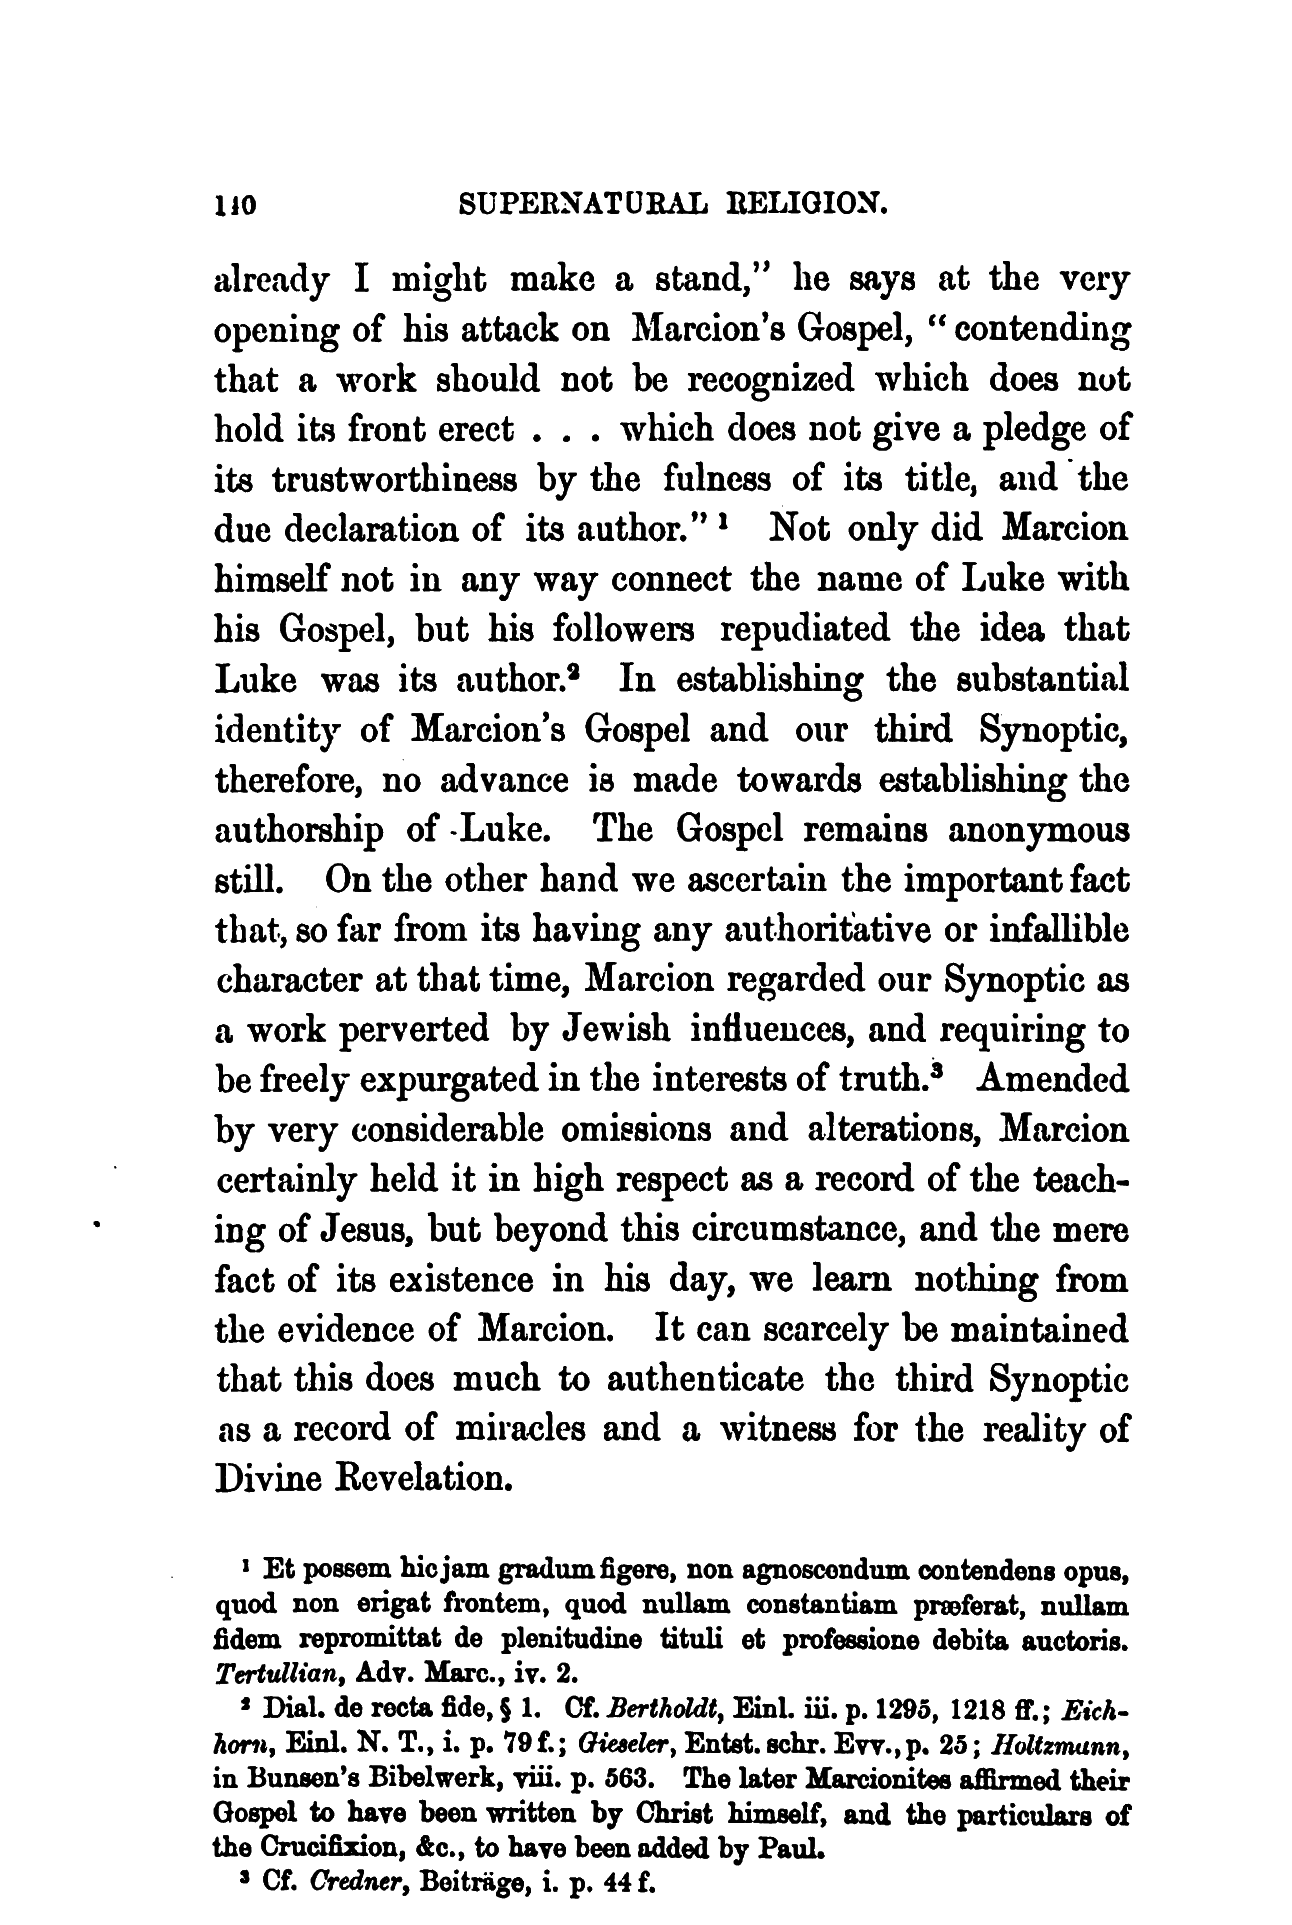 140 SUPERNATURAL RELIGION.
already I might make a stand,” he says at the very
opening of his attack on Marcion’s Gospel, “contending
that a work should not be recognized which does not
hold its front erect . . . which does not give a pledge of
its trustworthiness by the fulness of its title, and the
due declaration of its author.” ¹ Not only did Marcion
himself not in any way connect the name of Luke with
his Gospel, but his followers repudiated the idea that
Luke was its author.² In establishing the substantial
identity of Marcion’s Gospel and our third Synoptic,
therefore, no advance is made towards establishing the
authorship of Luke. The Gospel remains anonymous
still. On the other hand we ascertain the important fact
that, so far from its having any authoritative or infallible
character at that time, Marcion regarded our Synoptic as
a work perverted by Jewish influences, and requiring to
be freely expurgated in the interests of truth.³ Amended
by very considerable omissions and alterations, Marcion
certainly held it in high respect as a record of the teach-
ing of Jesus, but beyond this circumstance, and the mere
fact of its existence in his day, we learn nothing from
the evidence of Marcion. It can scarcely be maintained
that this does much to authenticate the third Synoptic
as a record of miracles and a witness for the reality of
Divine Revelation.
¹ Et possem hic jam gradum figere, non agnoscendum contendens opus,
quod non erigat frontem, quod nullam constantiam præferat, nullam
fidem repromittat de plenitudine tituli et professione debita auctoris.
Tertullian, Adv. Marc., iv. 2.
² Dial. de recta fide, § 1. Cf. Bertholdt, Einl. iii. p. 1295, 1218 ff.; Eich-
horn, Einl. N. T., i. p. 79 f.; Gieseler, Entst. schr. Evv., p. 25; Holtzmann,
in Bunsen’s Bibelwerk, viii. p. 563. The later Marcionites affirmed their
Gospel to have been written by Christ himself, and the particulars of
the Crucifixion, &c., to have been added by Paul.
³ Cf. Credner, Beiträge, i. p. 44 f.